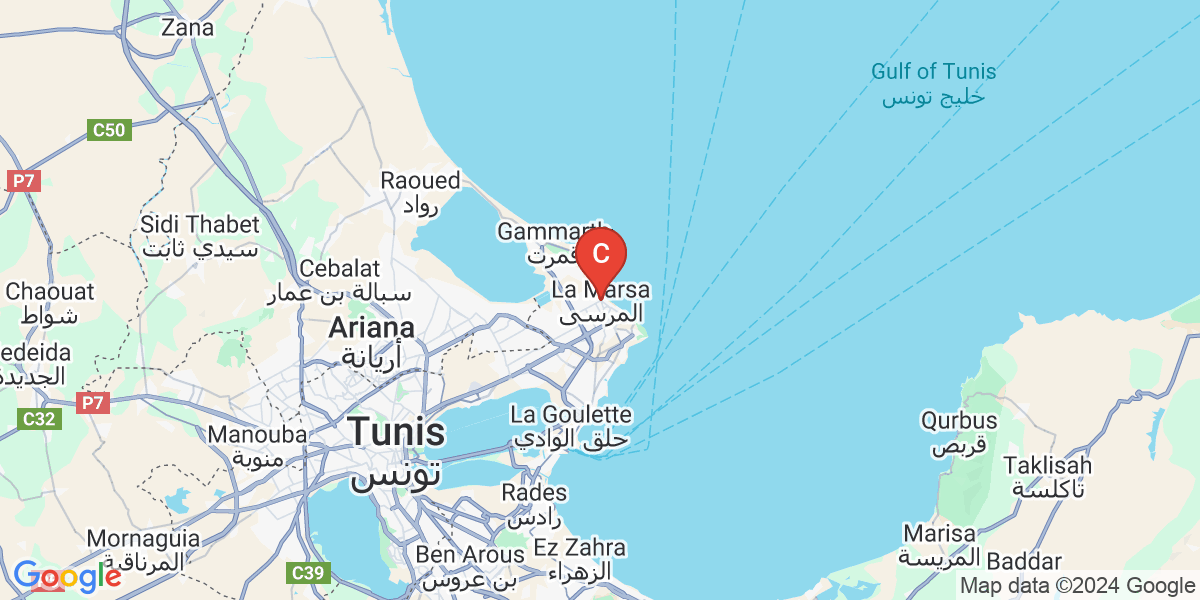 Zana
Gulf of Tunis
خليج تونس
C50
P7
Raoued
رواد
Sidi Thabet
سيدي ثابت
Gammarth
قمرت
C
Cebalat
سبالة بن عمار
La Marsa
المرسى
Chaouat
شواط
Ariana
أريانة
edeida
الجديدة
P7
C32
La Goulette
حلق الوادي
Qurbus
قربص
Manouba
منوبة
Tunis
تونس
Taklisah
تاكلسة
Rades
رادس
Mornaguia
المرناقية
Ben Arous
بن عروس
Ez Zahra
الزهراء
Marisa
المريسة
Baddar
C39
Google
Map data ©2024 Google